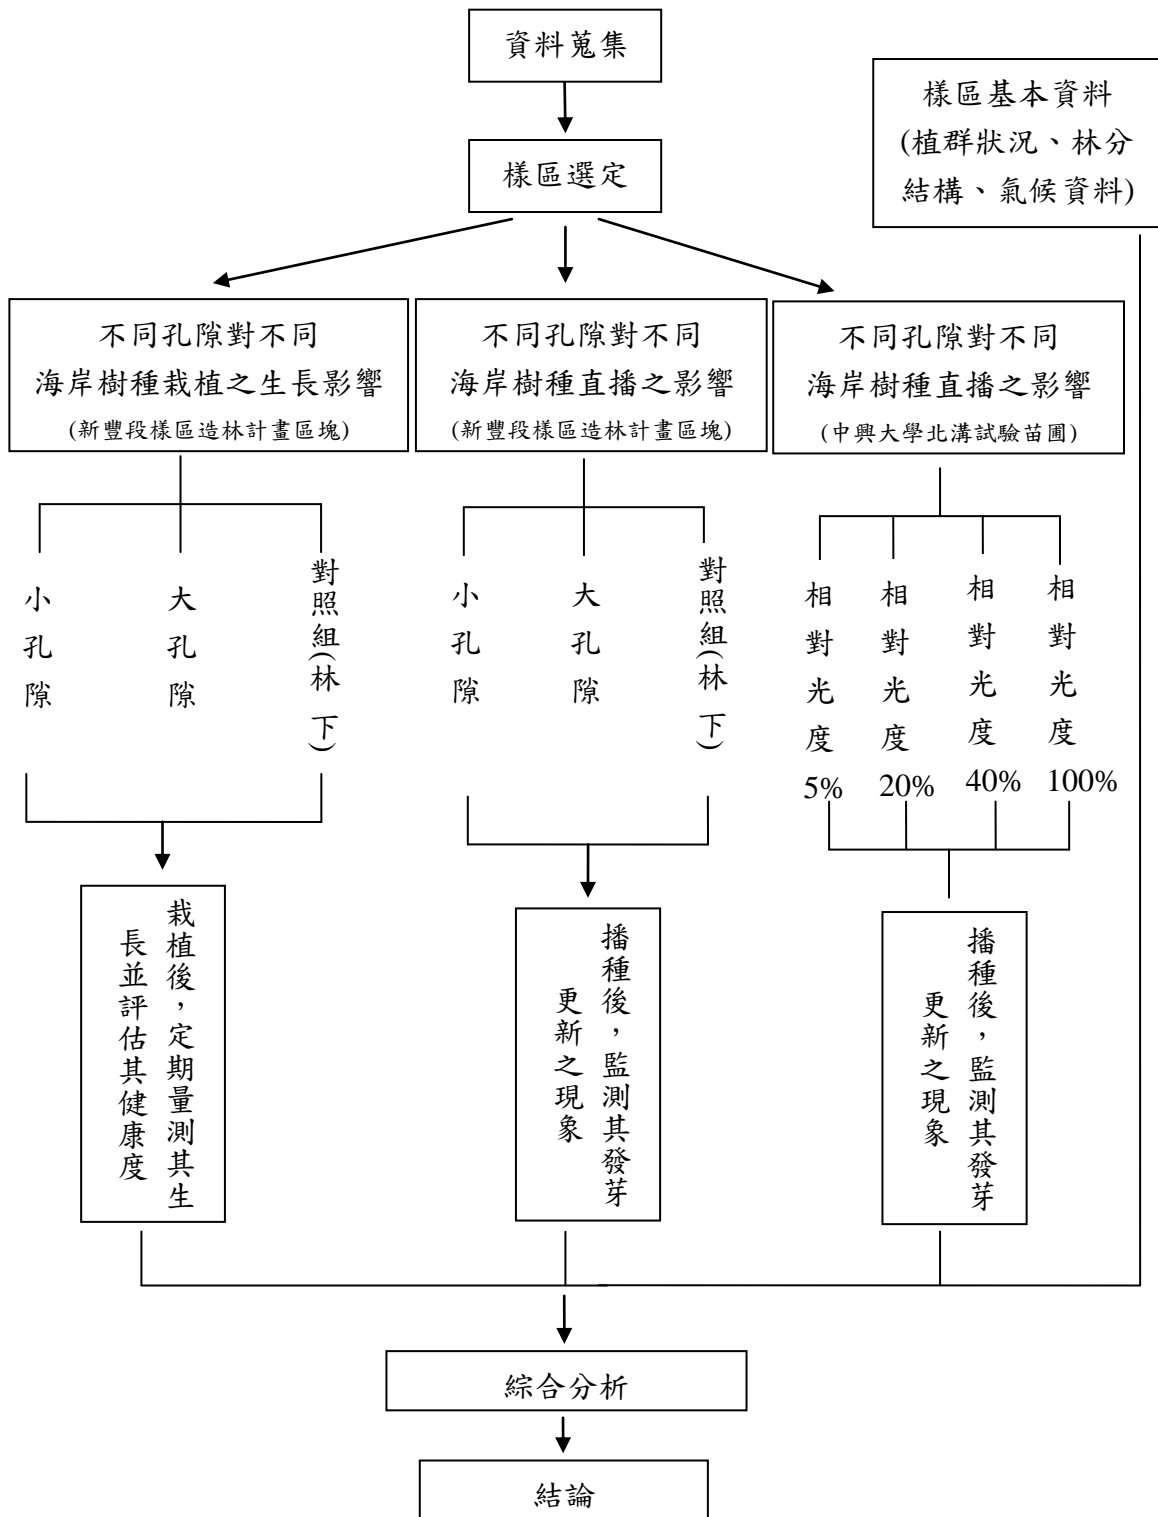 資料蒐集
樣區基本資料
(植群狀況、林分
結構、氣候資料)
樣區選定
不同孔隙對不同
海岸樹種栽植之生長影響
(新豐段樣區造林計畫區塊)
不同孔隙對不同
海岸樹種直播之影響
(新豐段樣區造林計畫區塊)
不同孔隙對不同
海岸樹種直播之影響
(中興大學北溝試驗苗圃)
小孔隙
大孔隙
對照組(林下)
小孔隙
大孔隙
對照組(林下)
相對光度5%
相對光度20%
相對光度40%
相對光度100%
栽植後，定期量測其生
長並評估其健康度
播種後，監測其發芽
更新之現象
播種後，監測其發芽
更新之現象
綜合分析
結論